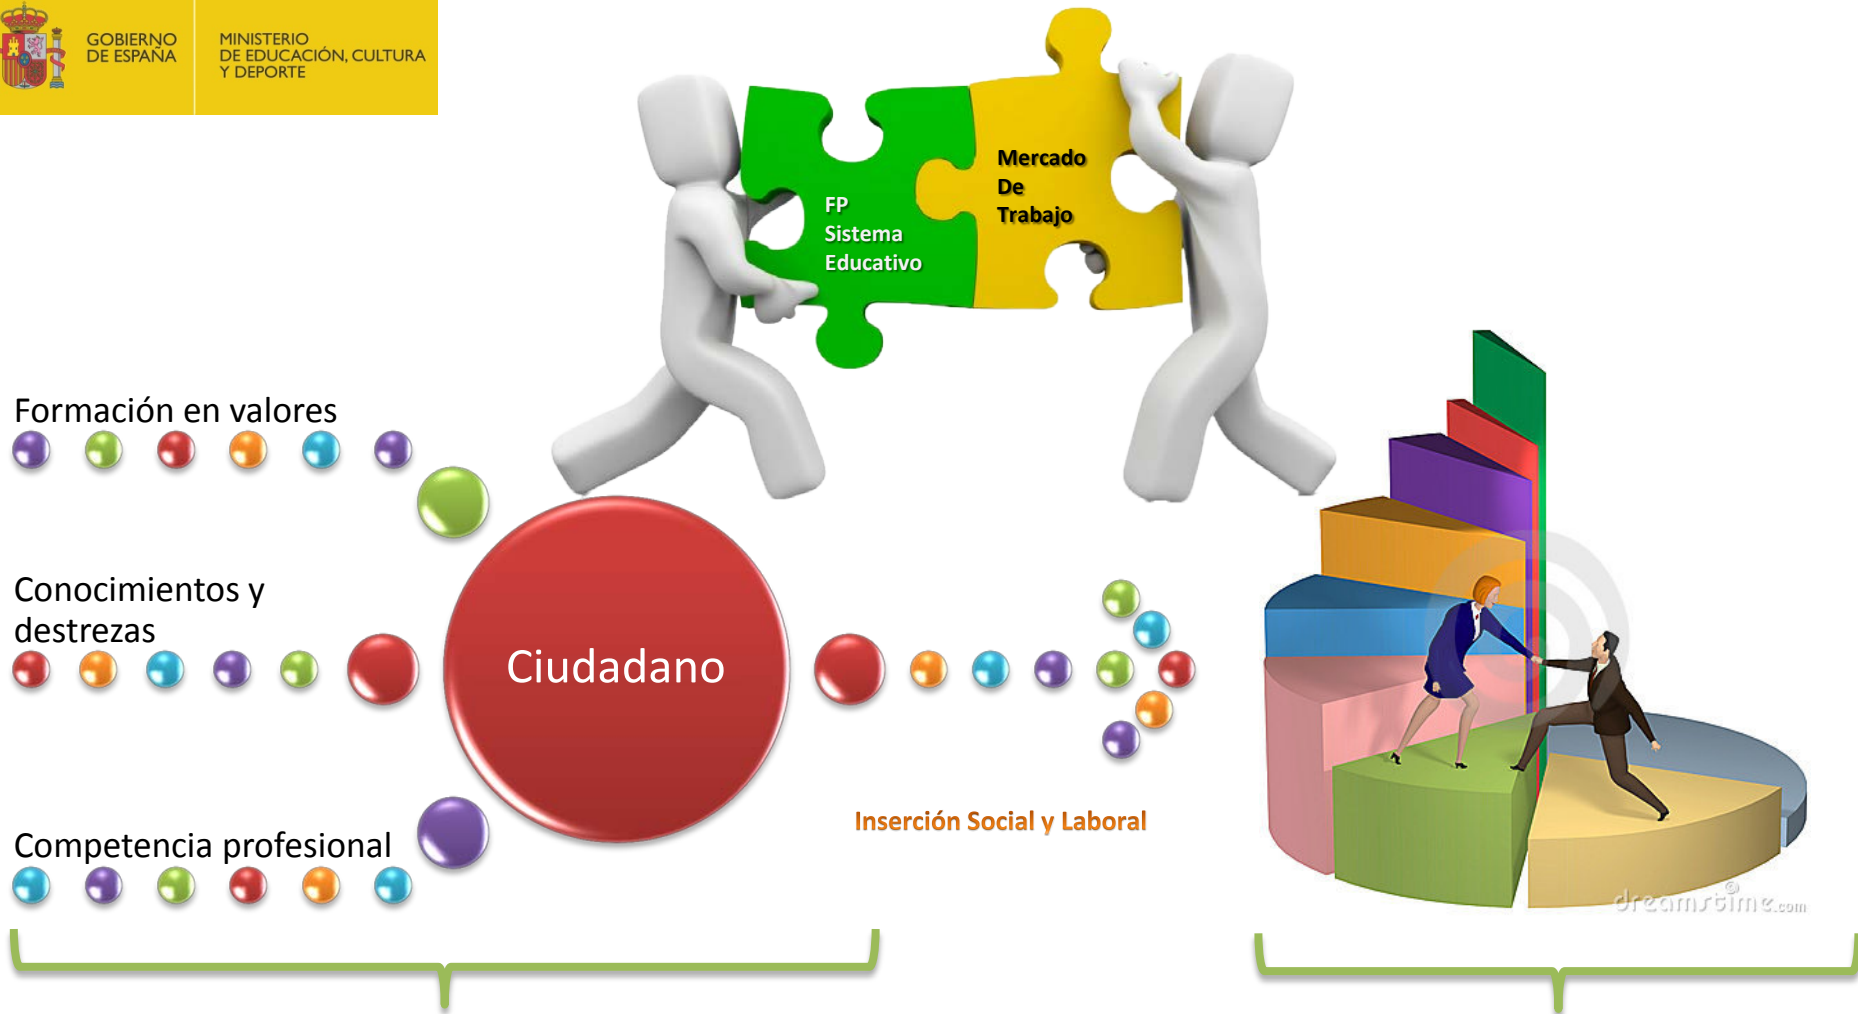 GOBIERNO
DE ESPAÑA
MINISTERIO
DE EDUCACIÓN, CULTURA
Y DEPORTE
Mercado
De
Trabajo
FP
Sistema
Educativo
Formación en valores
Conocimientos y
destrezas
Ciudadano
Competencia profesional
Inserción Social y Laboral
dreamstime.com